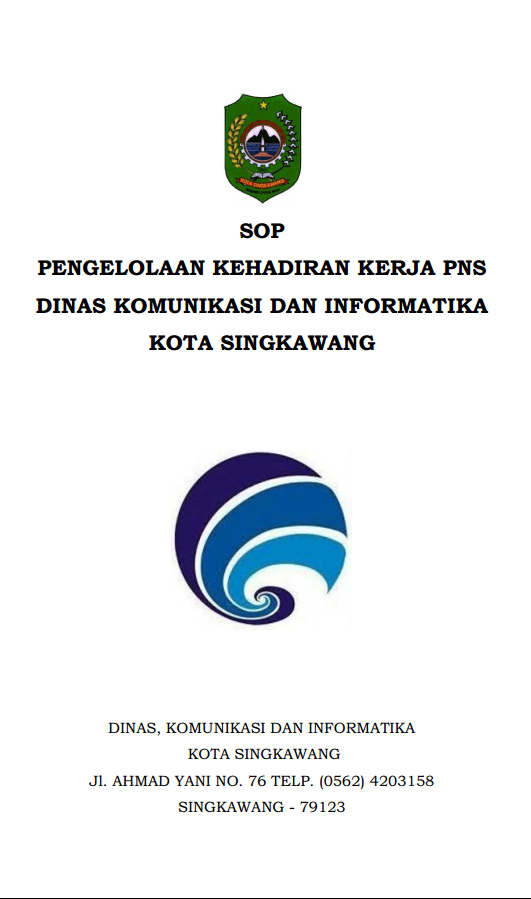 KOTA SINGKAWANG
SOP
PENGELOLAAN KEHADIRAN KERJA PNS
DINAS KOMUNIKASI DAN INFORMATIKA
KOTA SINGKAWANG
DINAS, KOMUNIKASI DAN INFORMATIKA
KOTA SINGKAWANG
Jl. AHMAD YANI NO. 76 TELP. (0562) 4203158
SINGKAWANG - 79123